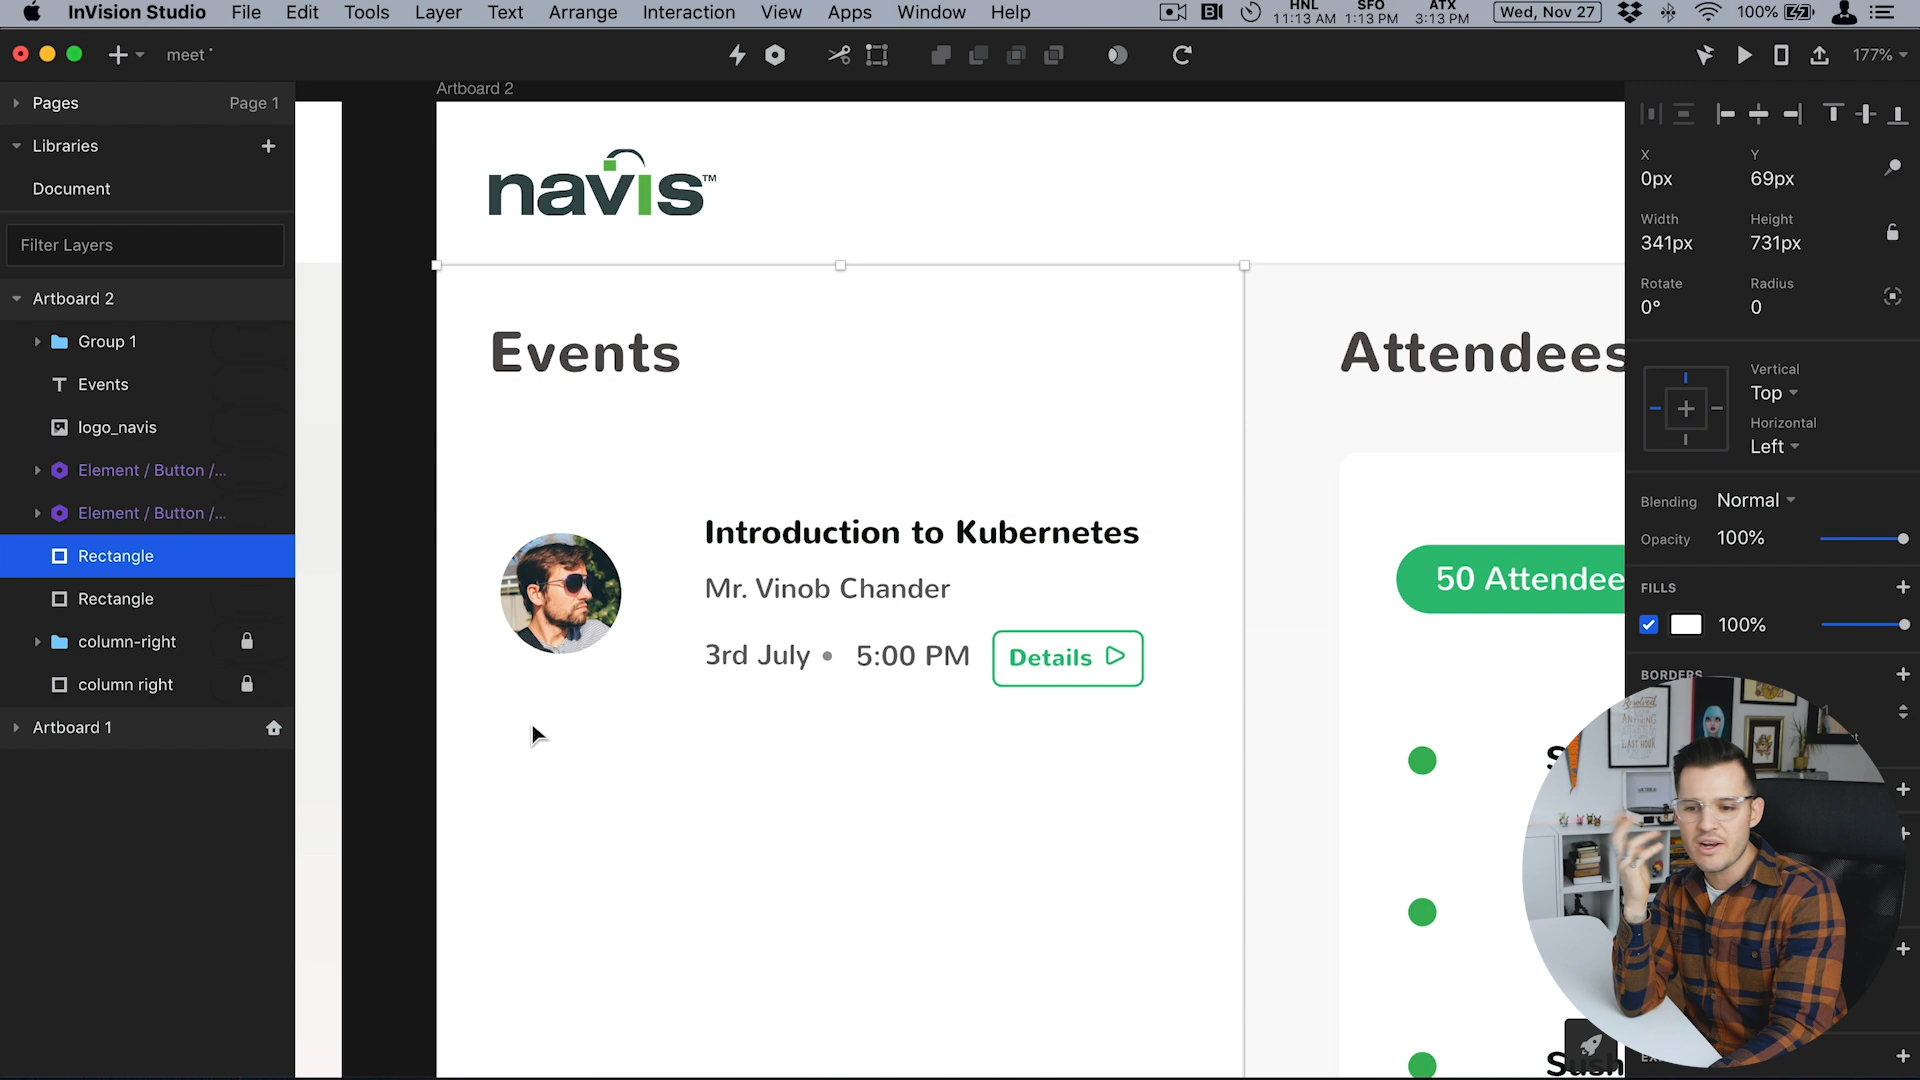 InVision Studio File Edit Tools Layer Text Arrange Interaction View Apps Window Help
HNL 11:13 AM SFO 1:13 PM ATX 3:13 PM Wed, Nov 27 100%
meet
177%
Pages Page 1
Libraries
Document
Filter Layers
Artboard 2
Group 1
Events
logo_navis
Element / Button /...
Element / Button /...
Rectangle
Rectangle
column-right
column right
Artboard 1
Artboard 2
navis™
Events
Introduction to Kubernetes
Mr. Vinob Chander
3rd July • 5:00 PM
Details
Attendees
50 Attendee
Sush
X Y
0px 69px
Width Height
341px 731px
Rotate Radius
0° 0
Vertical
Top
Horizontal
Left
Blending Normal
Opacity 100%
FILLS
100%
BORDERS